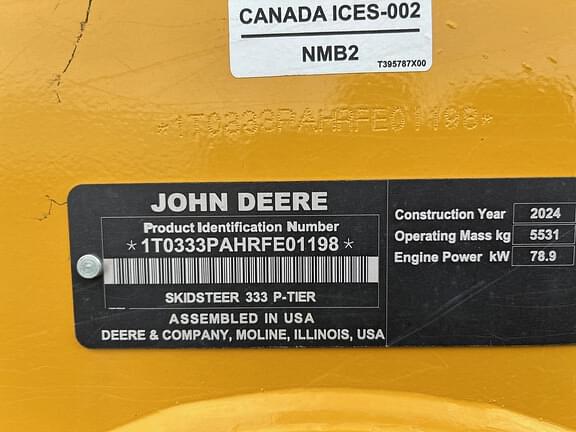 CANADA ICES-002
NMB2
T395787X00
*1T0333PAHRFE01198*
JOHN DEERE
Product Identification Number
*1T0333PAHRFE01198*
SKIDSTEER 333 P-TIER
ASSEMBLED IN USA
DEERE & COMPANY, MOLINE, ILLINOIS, USA
Construction Year 2024
Operating Mass kg 5531
Engine Power kW 78.9